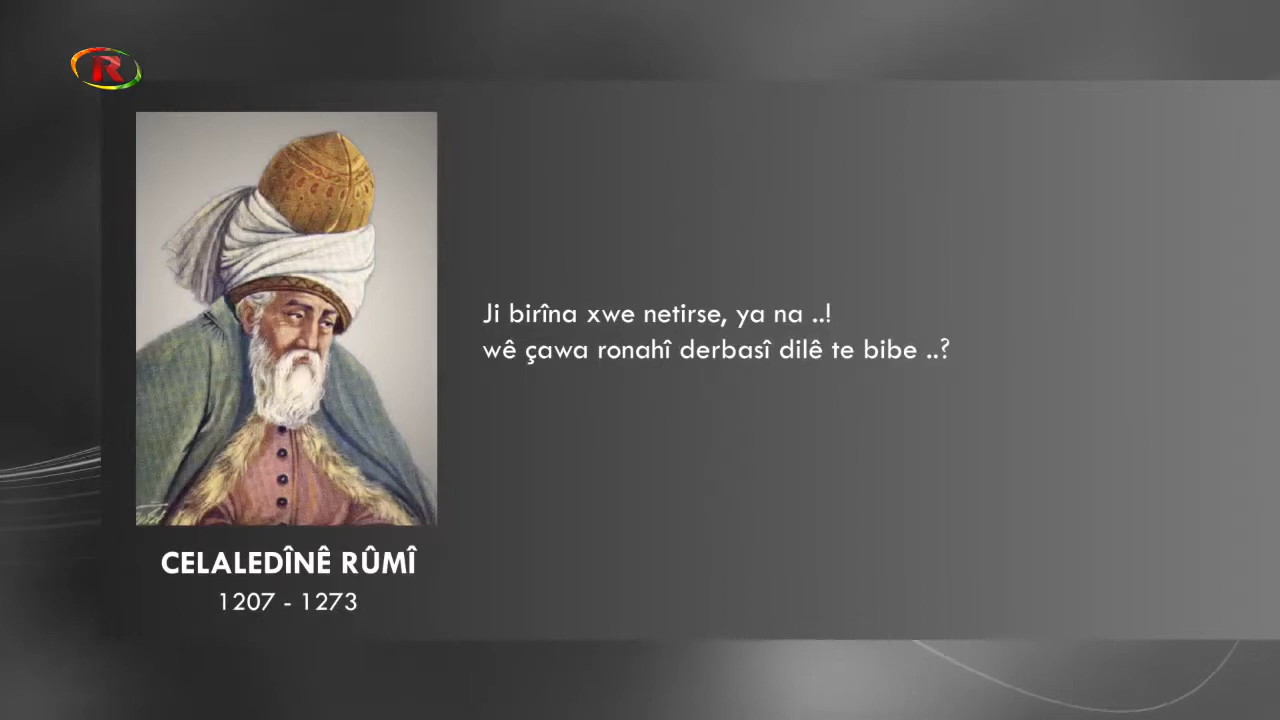 R
Ji birîna xwe netirse, ya na ..!
wê çawa ronahî derbasî dilê te bibe ..?
CELALEDÎNÊ RÛMÎ
1207 - 1273